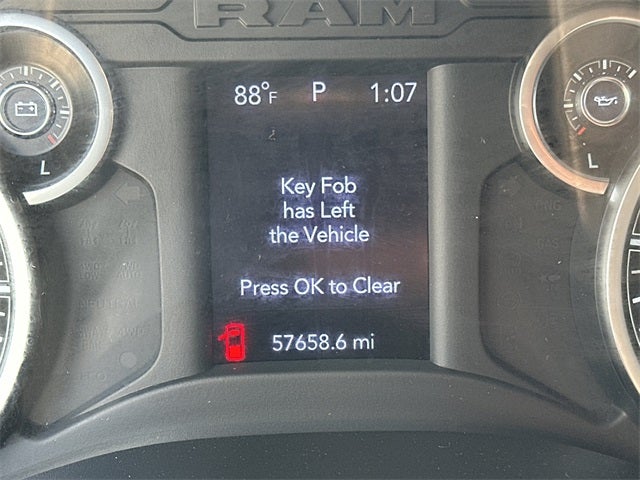 RAM
88°F P 1:07
Key Fob
has Left
the Vehicle
Press OK to Clear
57658.6 mi
L
L